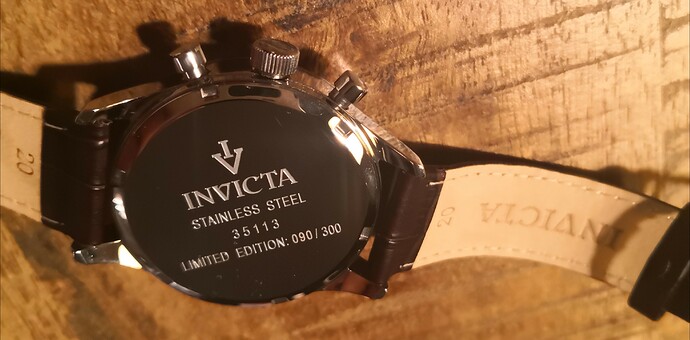 INVICTA
STAINLESS STEEL
35113
LIMITED EDITION: 090/300
20
INVICTA